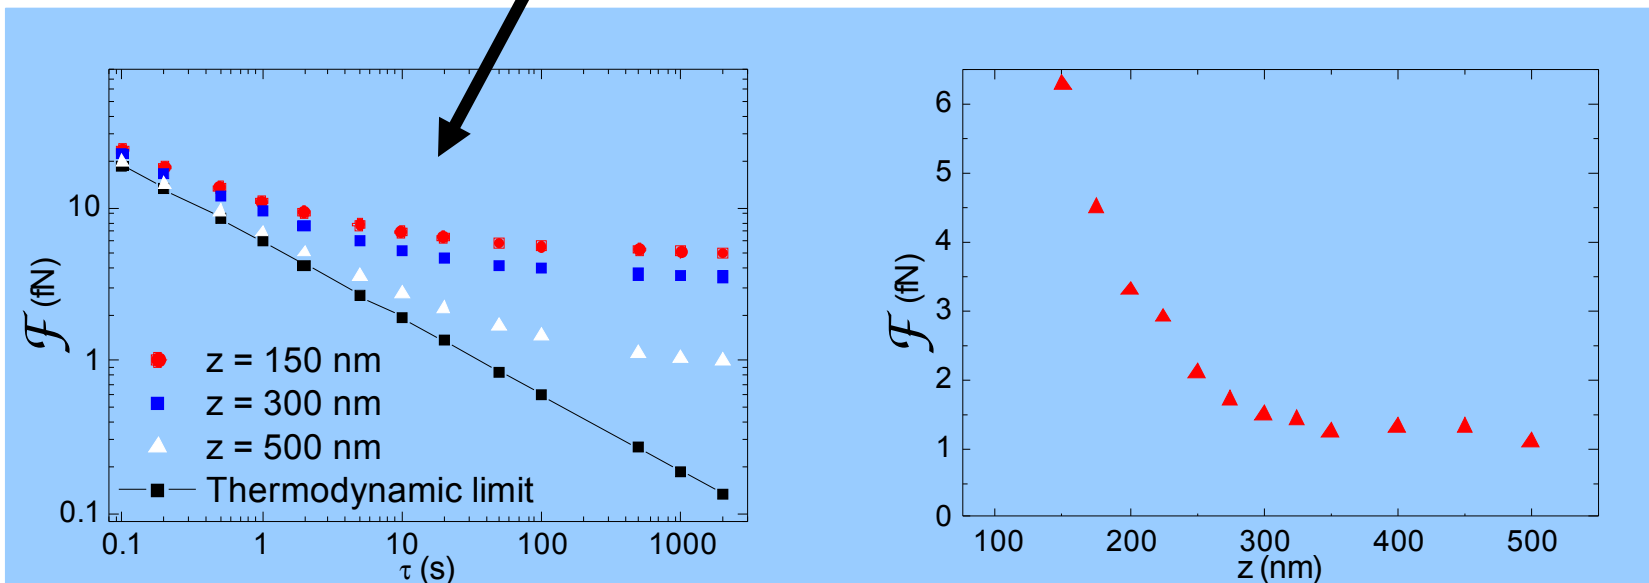 10
1
0.1
ℱ (fN)
z = 150 nm
z = 300 nm
z = 500 nm
Thermodynamic limit
0.1 1 10 100 1000
τ (s)
6
5
4
3
2
1
0
ℱ (fN)
100 200 300 400 500
z (nm)